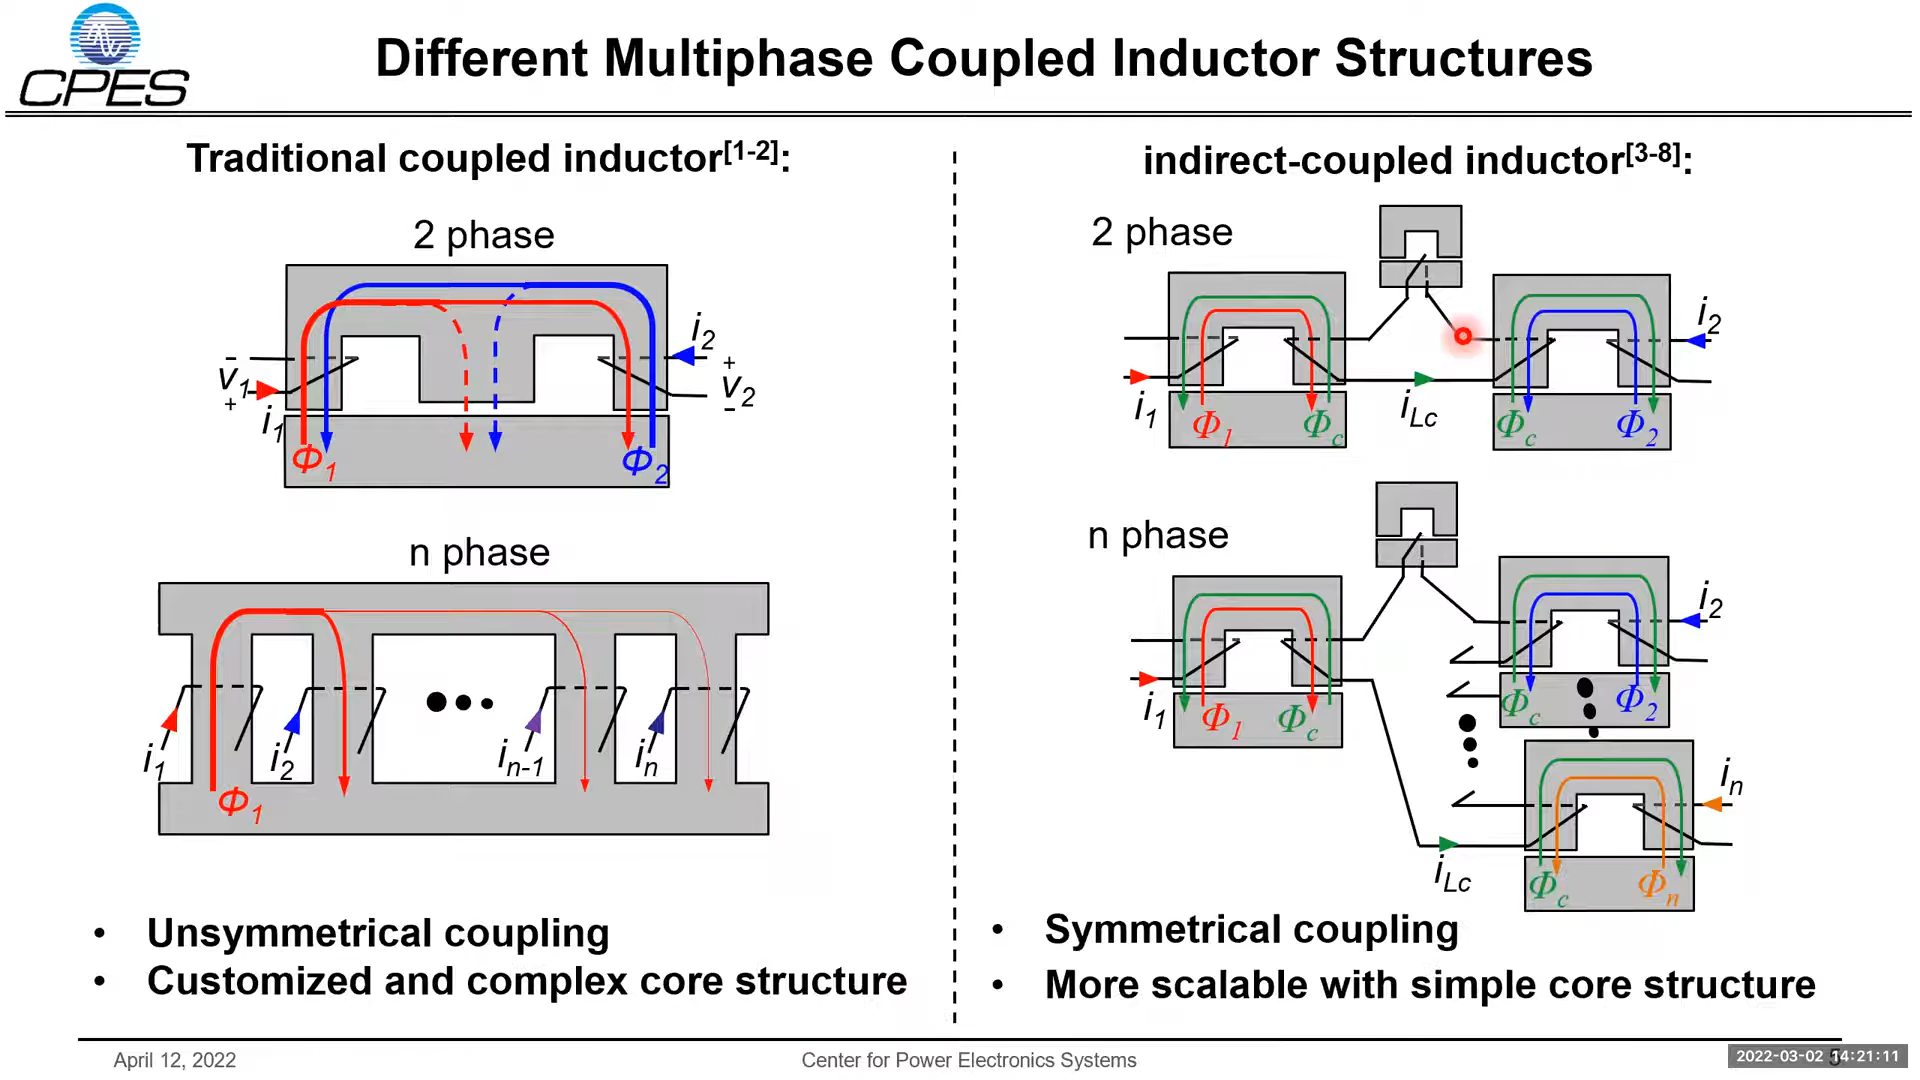 CPES
Different Multiphase Coupled Inductor Structures
Traditional coupled inductor[1-2]:
2 phase
v1
- +
i1
i2
v2
+ -
Φ1
Φ2
n phase
i1
i2
in-1
in
Φ1
• Unsymmetrical coupling
• Customized and complex core structure
indirect-coupled inductor[3-8]:
2 phase
i1
Φ1
Φc
iLc
Φc
Φ2
i2
n phase
i1
Φ1
Φc
i2
Φc
Φ2
in
iLc
Φc
Φn
• Symmetrical coupling
• More scalable with simple core structure
April 12, 2022
Center for Power Electronics Systems
2022-03-02 14:21:11